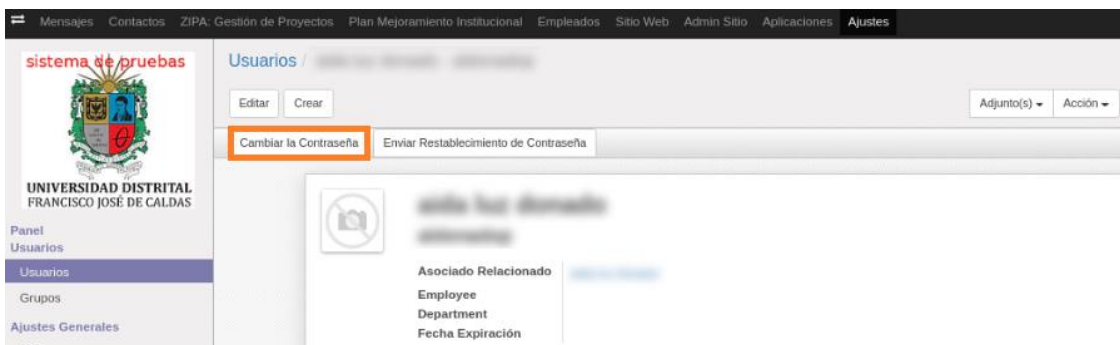 Mensajes Contactos ZIPA: Gestión de Proyectos Plan Mejoramiento Institucional Empleados Sitio Web Admin Sitio Aplicaciones Ajustes
sistema de pruebas
UNIVERSIDAD DISTRITAL
FRANCISCO JOSÉ DE CALDAS
Usuarios /
Editar Crear Adjunto(s) Acción
Cambiar la Contraseña Enviar Restablecimiento de Contraseña
Panel
Usuarios
Usuarios
Grupos
Ajustes Generales
Asociado Relacionado
Employee
Department
Fecha Expiración